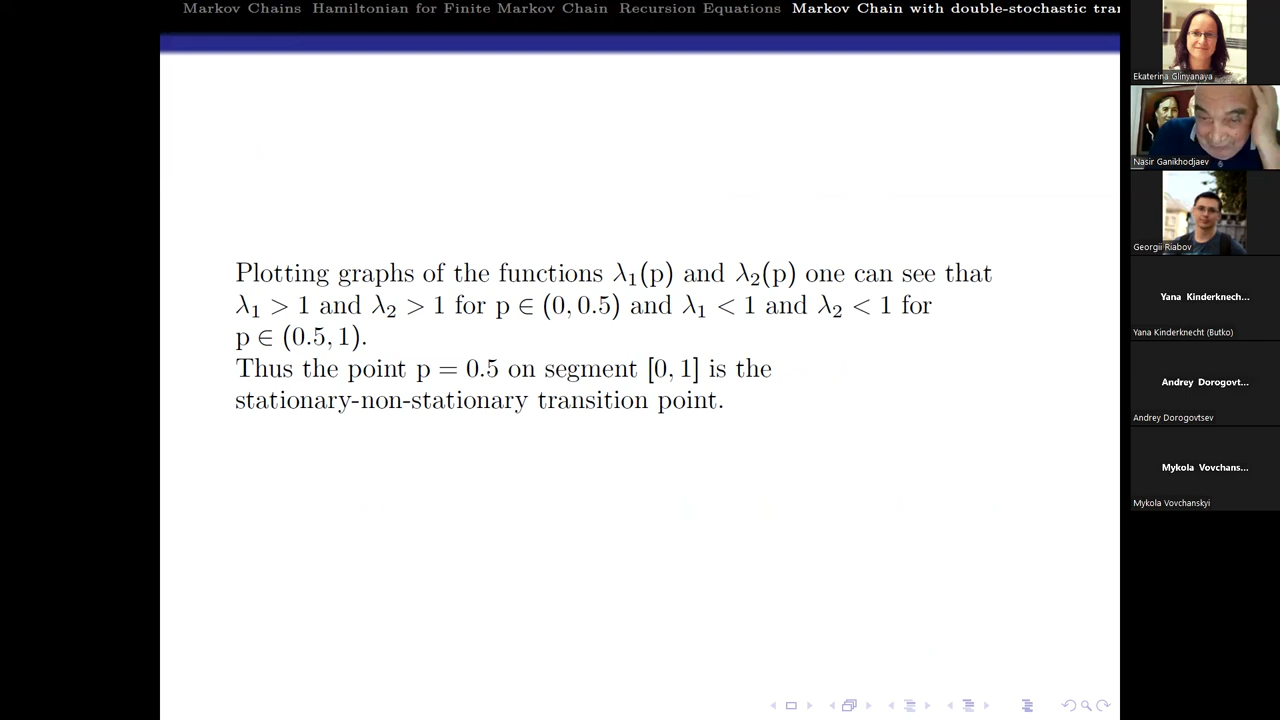 Markov Chains Hamiltonian for Finite Markov Chain Recursion Equations Markov Chain with double-stochastic tran
Plotting graphs of the functions λ₁(p) and λ₂(p) one can see that
λ₁ > 1 and λ₂ > 1 for p ∈ (0, 0.5) and λ₁ < 1 and λ₂ < 1 for
p ∈ (0.5, 1).
Thus the point p = 0.5 on segment [0, 1] is the
stationary-non-stationary transition point.
Ekaterina Glinyanaya
Nasir Ganikhodjaev
Georgii Riabov
Yana Kinderknech...
Yana Kinderknecht (Butko)
Andrey Dorogovt...
Andrey Dorogovtsev
Mykola Vovchans...
Mykola Vovchanskyi